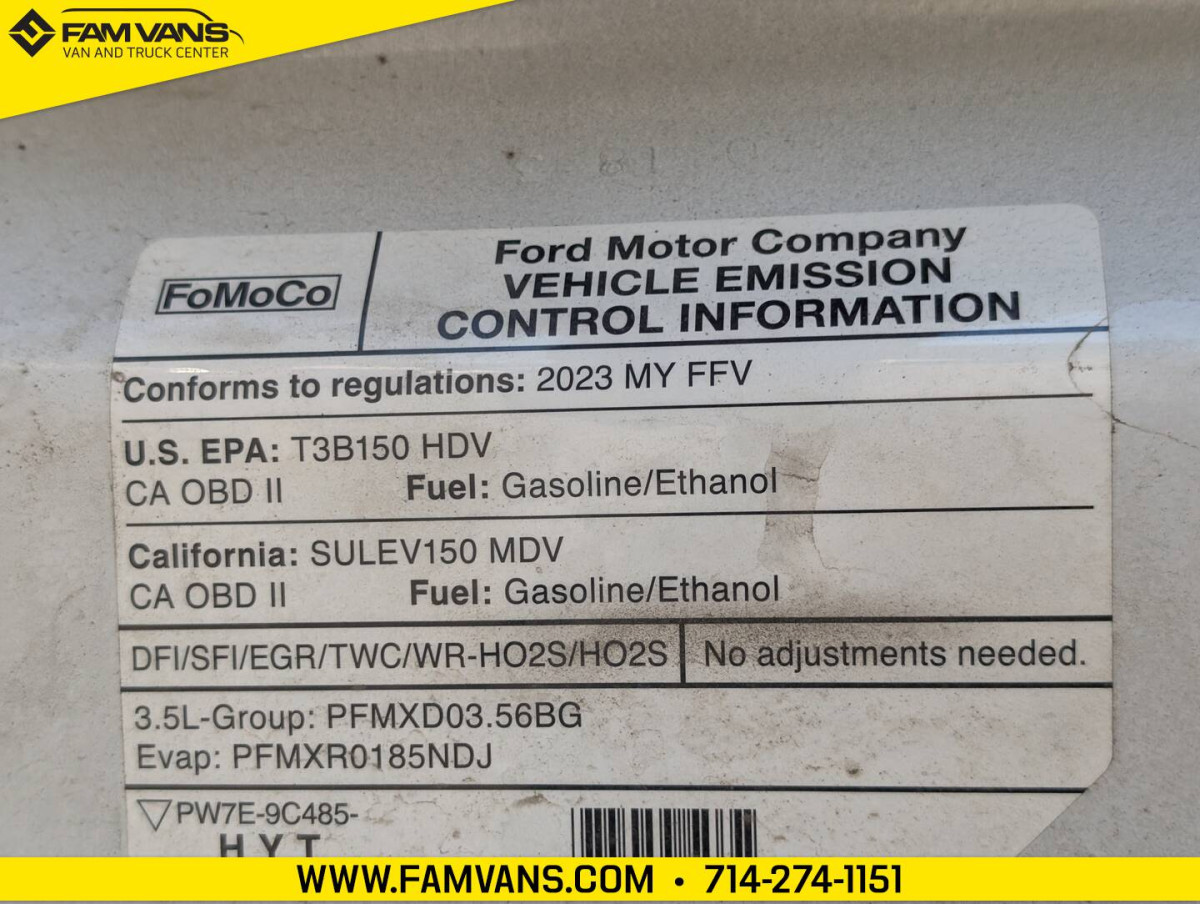 FAM VANS
VAN AND TRUCK CENTER
FoMoCo
Ford Motor Company
VEHICLE EMISSION
CONTROL INFORMATION
Conforms to regulations: 2023 MY FFV
U.S. EPA: T3B150 HDV
CA OBD II Fuel: Gasoline/Ethanol
California: SULEV150 MDV
CA OBD II Fuel: Gasoline/Ethanol
DFI/SFI/EGR/TWC/WR-HO2S/HO2S No adjustments needed.
3.5L-Group: PFMXD03.56BG
Evap: PFMXR0185NDJ
PW7E-9C485-
HYT
WWW.FAMVANS.COM • 714-274-1151